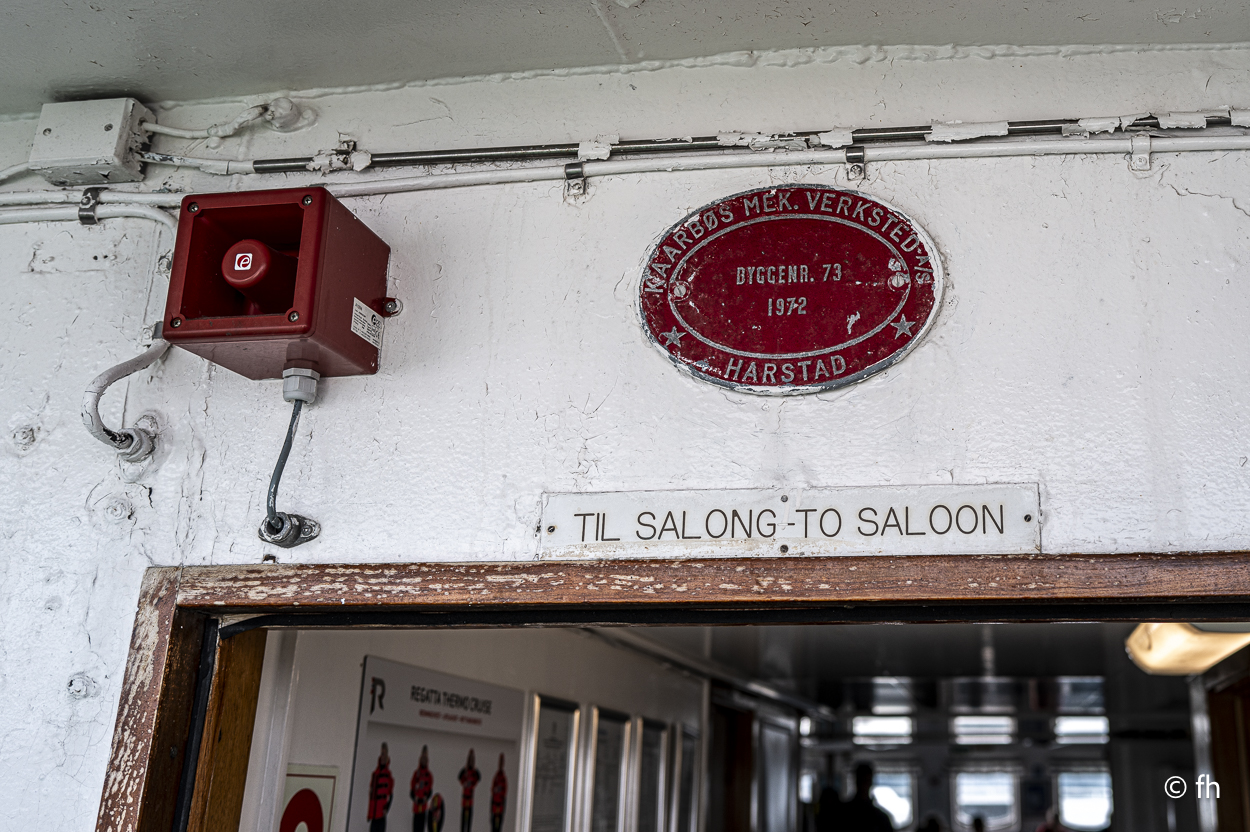 KAARBØS MEK. VERKSTED A/S
BYGGENR. 73
1972
HARSTAD
TIL SALONG - TO SALOON
R
REGATTA THERMO CRUISE
© fh